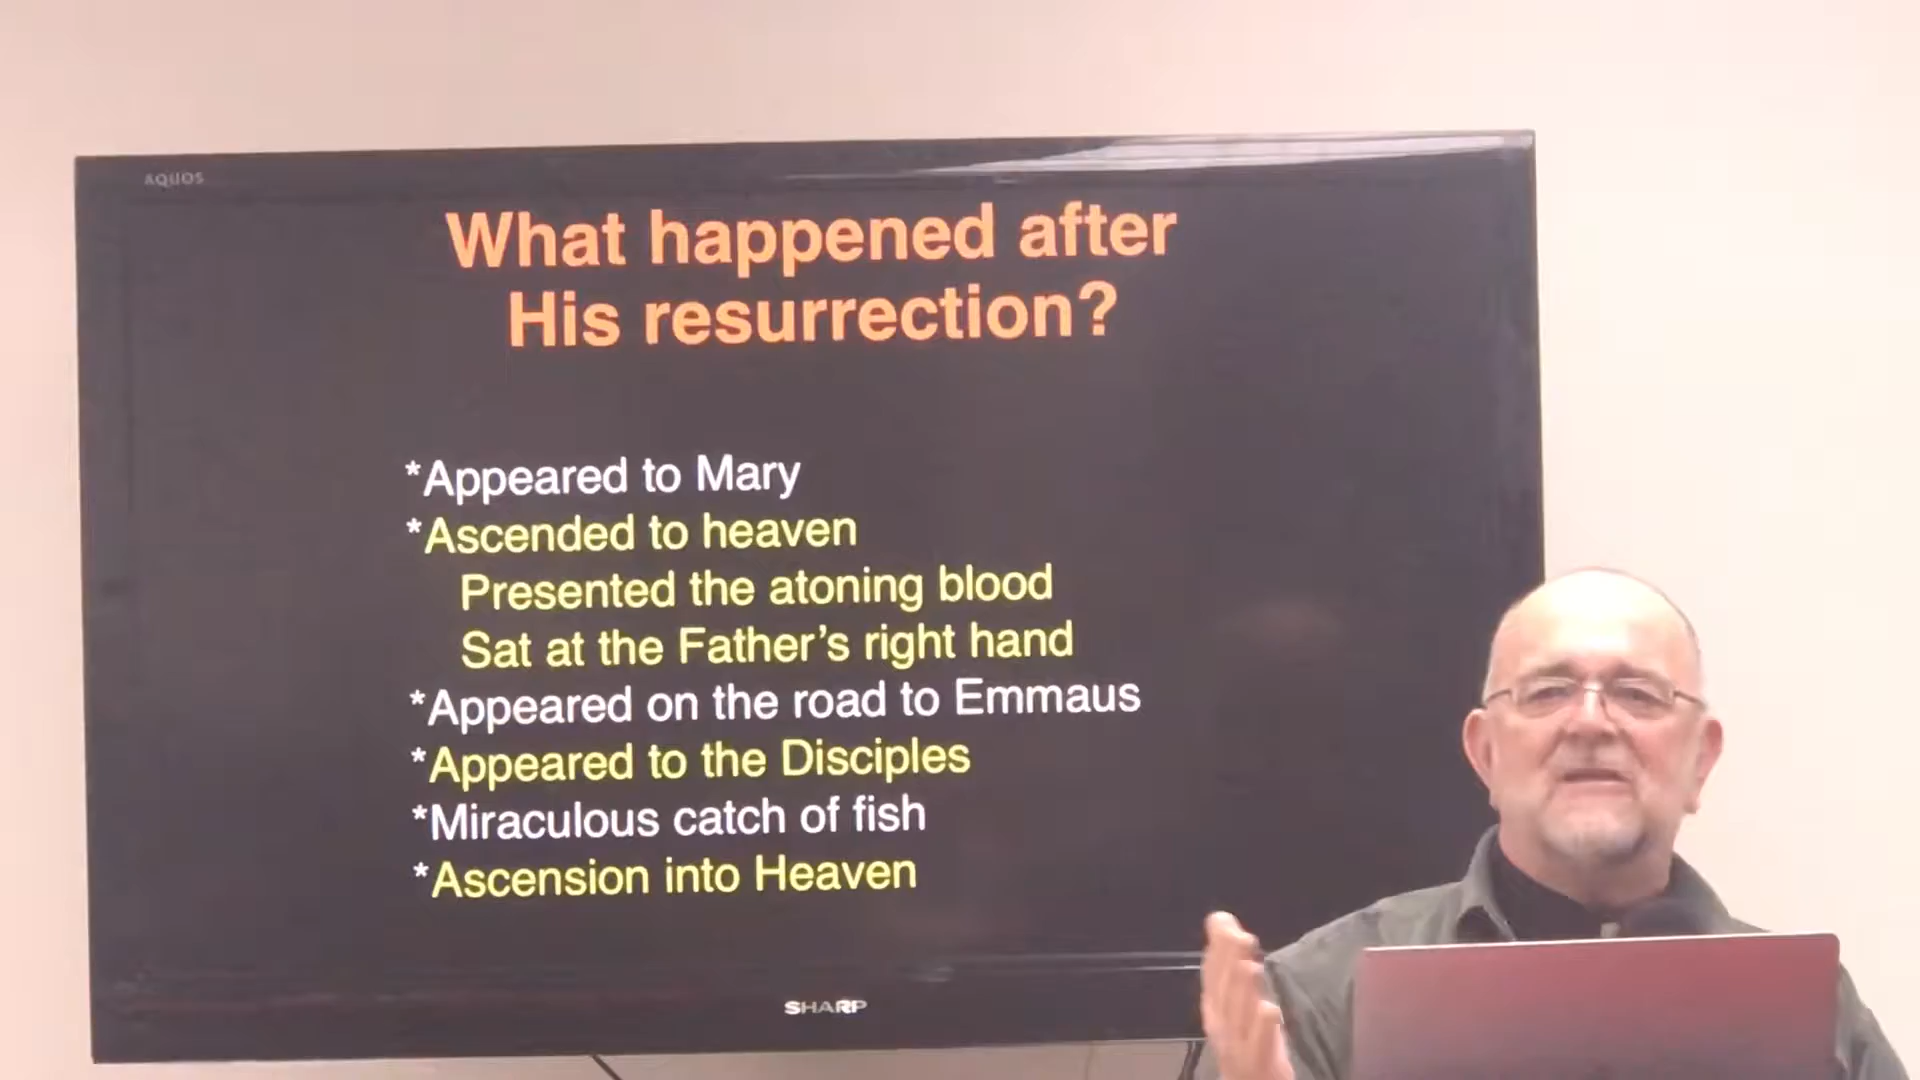 AQUOS
What happened after
His resurrection?
*Appeared to Mary
*Ascended to heaven
Presented the atoning blood
Sat at the Father’s right hand
*Appeared on the road to Emmaus
*Appeared to the Disciples
*Miraculous catch of fish
*Ascension into Heaven
SHARP